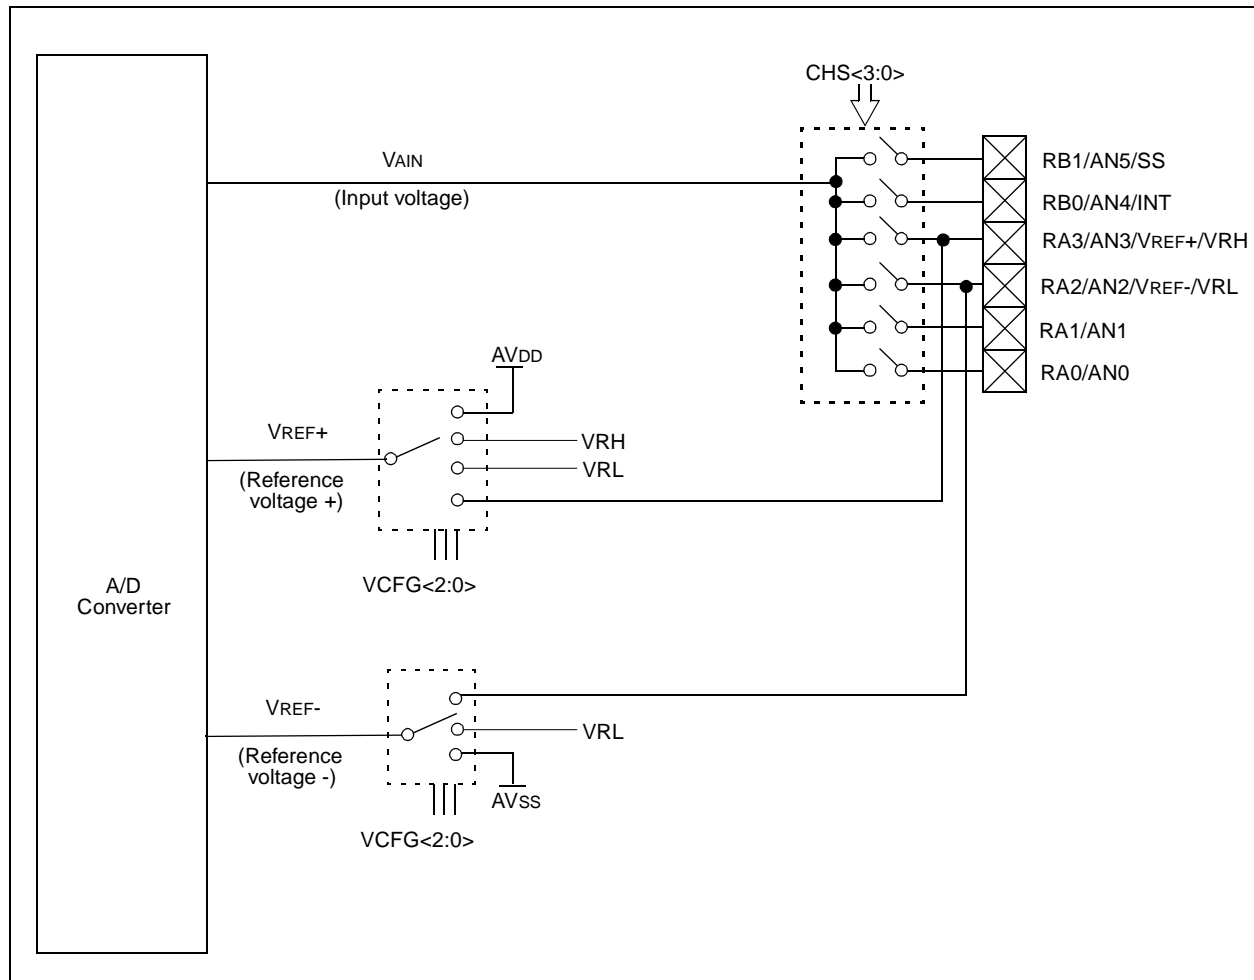 CHS<3:0>
VAIN
(Input voltage)
RB1/AN5/SS
RB0/AN4/INT
RA3/AN3/VREF+/VRH
RA2/AN2/VREF-/VRL
RA1/AN1
RA0/AN0
AVDD
VREF+
(Reference
voltage +)
VRH
VRL
VCFG<2:0>
A/D
Converter
VREF-
(Reference
voltage -)
VRL
AVSS
VCFG<2:0>